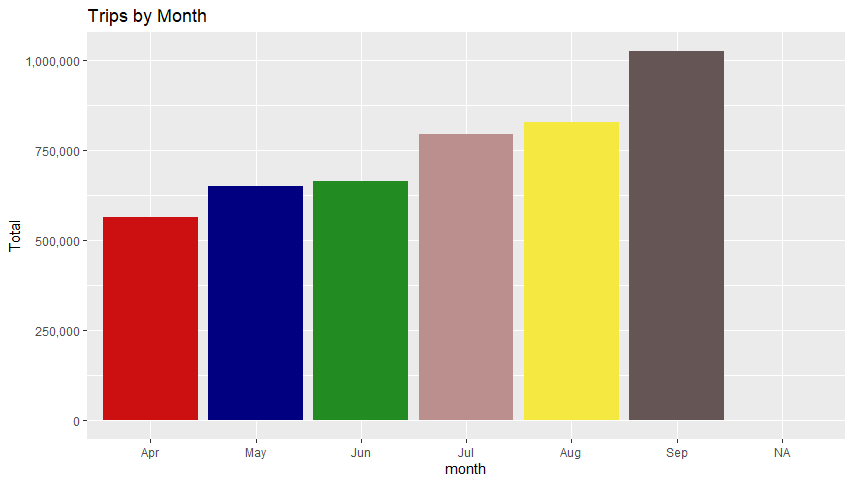 Trips by Month
Total
1,000,000
750,000
500,000
250,000
0
Apr May Jun Jul Aug Sep NA
month